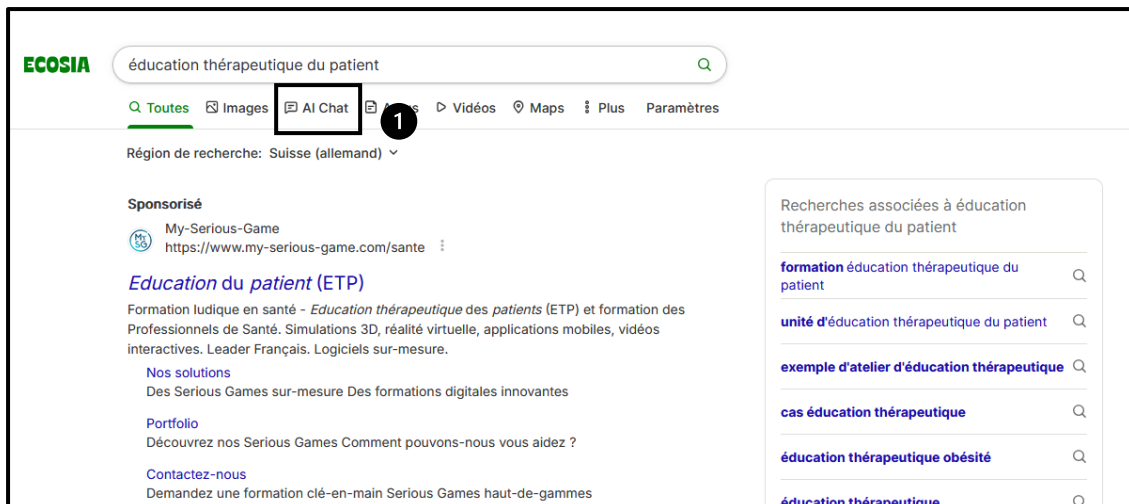 ECOSIA
éducation thérapeutique du patient
Toutes Images AI Chat Vidéos Maps Plus Paramètres
1
Région de recherche: Suisse (allemand)
Sponsorisé
My-Serious-Game
https://www.my-serious-game.com/sante
Education du patient (ETP)
Formation ludique en santé - Education thérapeutique des patients (ETP) et formation des
Professionnels de Santé. Simulations 3D, réalité virtuelle, applications mobiles, vidéos
interactives. Leader Français. Logiciels sur-mesure.
Nos solutions
Des Serious Games sur-mesure Des formations digitales innovantes
Portfolio
Découvrez nos Serious Games Comment pouvons-nous vous aidez ?
Contactez-nous
Demandez une formation clé-en-main Serious Games haut-de-gammes
Recherches associées à éducation
thérapeutique du patient
formation éducation thérapeutique du
patient
unité d'éducation thérapeutique du patient
exemple d'atelier d'éducation thérapeutique
cas éducation thérapeutique
éducation thérapeutique obésité
éducation thérapeutique